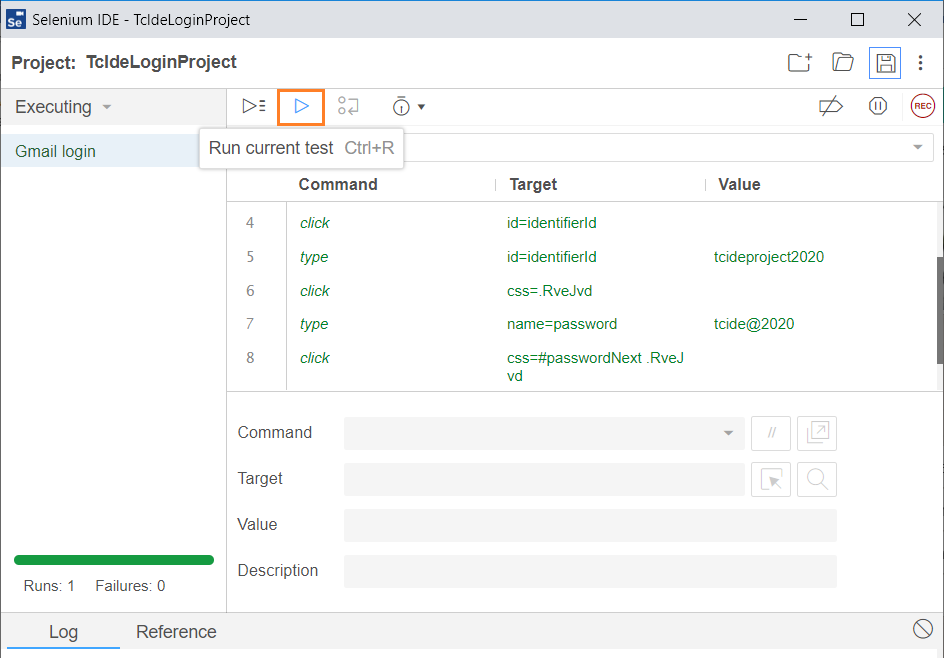 Se Selenium IDE - TcIdeLoginProject
Project: TcIdeLoginProject
Executing
REC
Gmail login
Run current test Ctrl+R
Command Target Value
4 click id=identifierId
5 type id=identifierId tcideproject2020
6 click css=.RveJvd
7 type name=password tcide@2020
8 click css=#passwordNext .RveJ
vd
Command //
Target
Value
Description
Runs: 1 Failures: 0
Log Reference